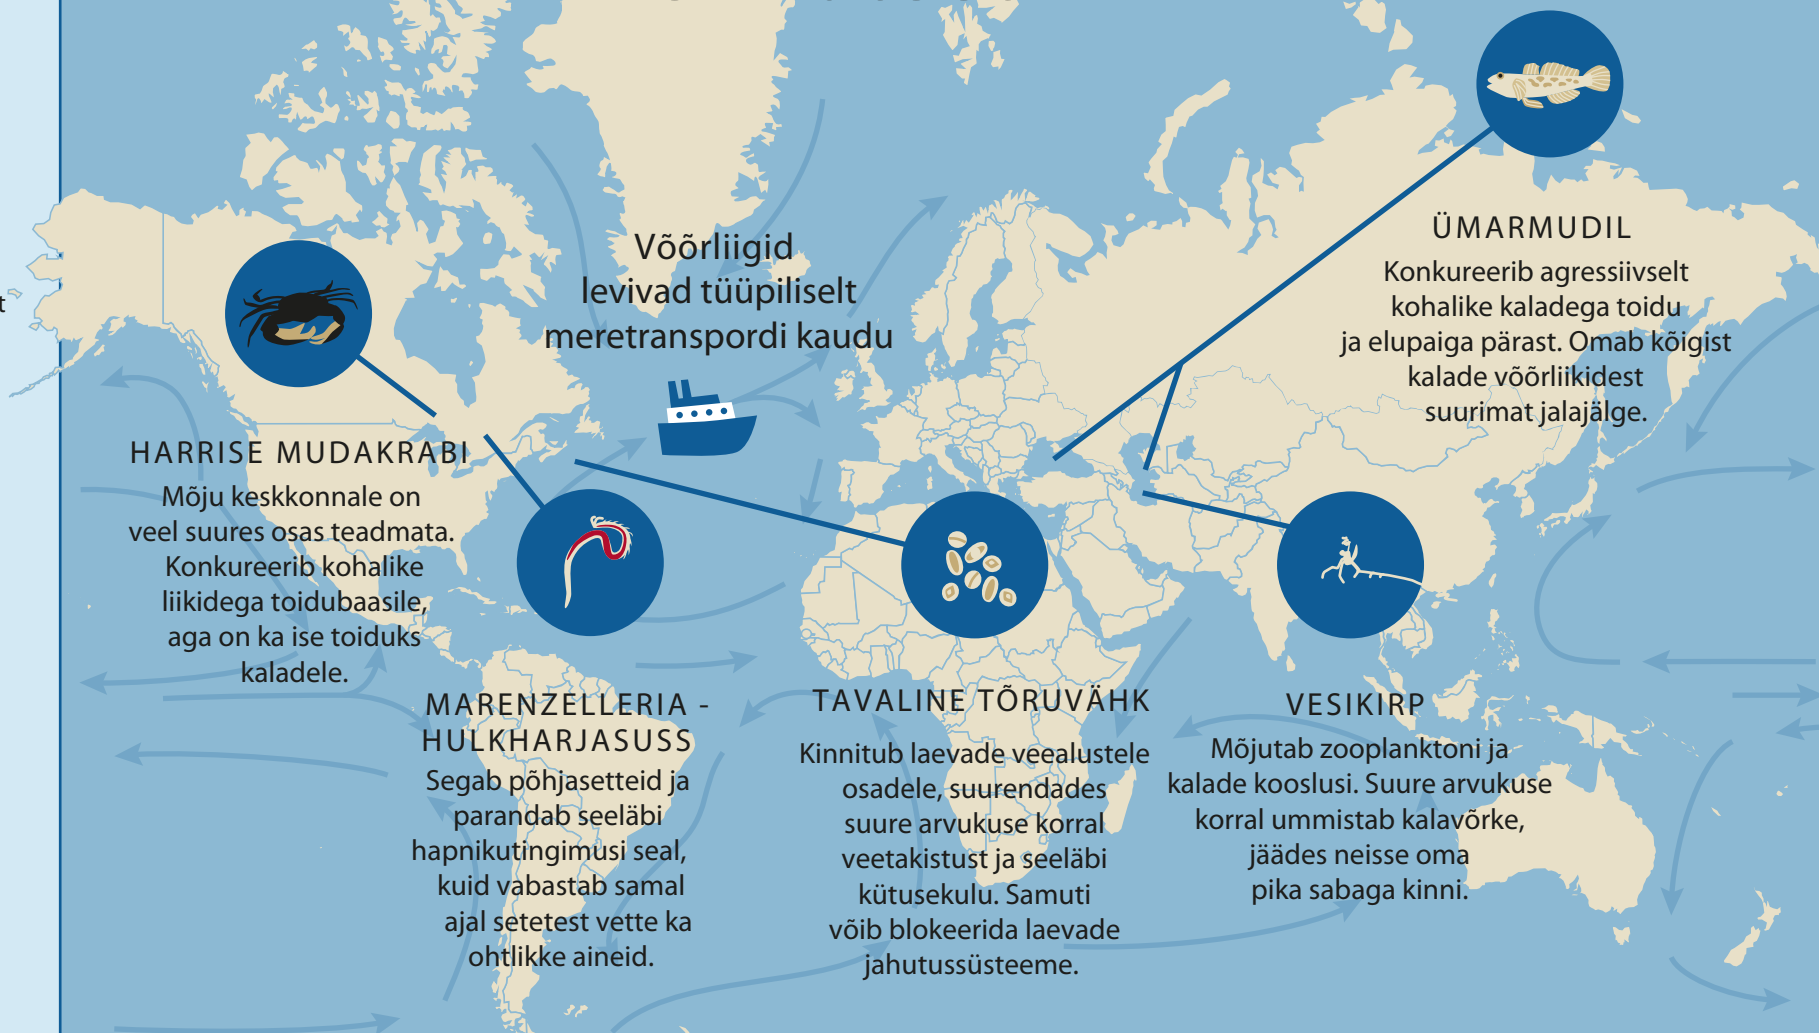 Võõrliigid
levivad tüüpiliselt
meretranspordi kaudu
ÜMARMUDIL
Konkureerib agressiivselt
kohalike kaladega toidu
ja elupaiga pärast. Omab kõigist
kalade võõrliikidest
suurimat jalajälge.
HARRISE MUDAKRABI
Mõju keskkonnale on
veel suures osas teadmata.
Konkureerib kohalike
liikidega toidubaasile,
aga on ka ise toiduks
kaladele.
MARENZELLERIA -
HULKHARJASUSS
Segab põhjasetteid ja
parandab seeläbi
hapnikutingimusi seal,
kuid vabastab samal
ajal setetest vette ka
ohtlikke aineid.
TAVALINE TÕRUVÄHK
Kinnitub laevade veealustele
osadele, suurendades
suure arvukuse korral
veetakistust ja seeläbi
kütusekulu. Samuti
võib blokeerida laevade
jahutussüsteeme.
VESIKIRP
Mõjutab zooplanktoni ja
kalade kooslusi. Suure arvukuse
korral ummistab kalavõrke,
jäädes neisse oma
pika sabaga kinni.